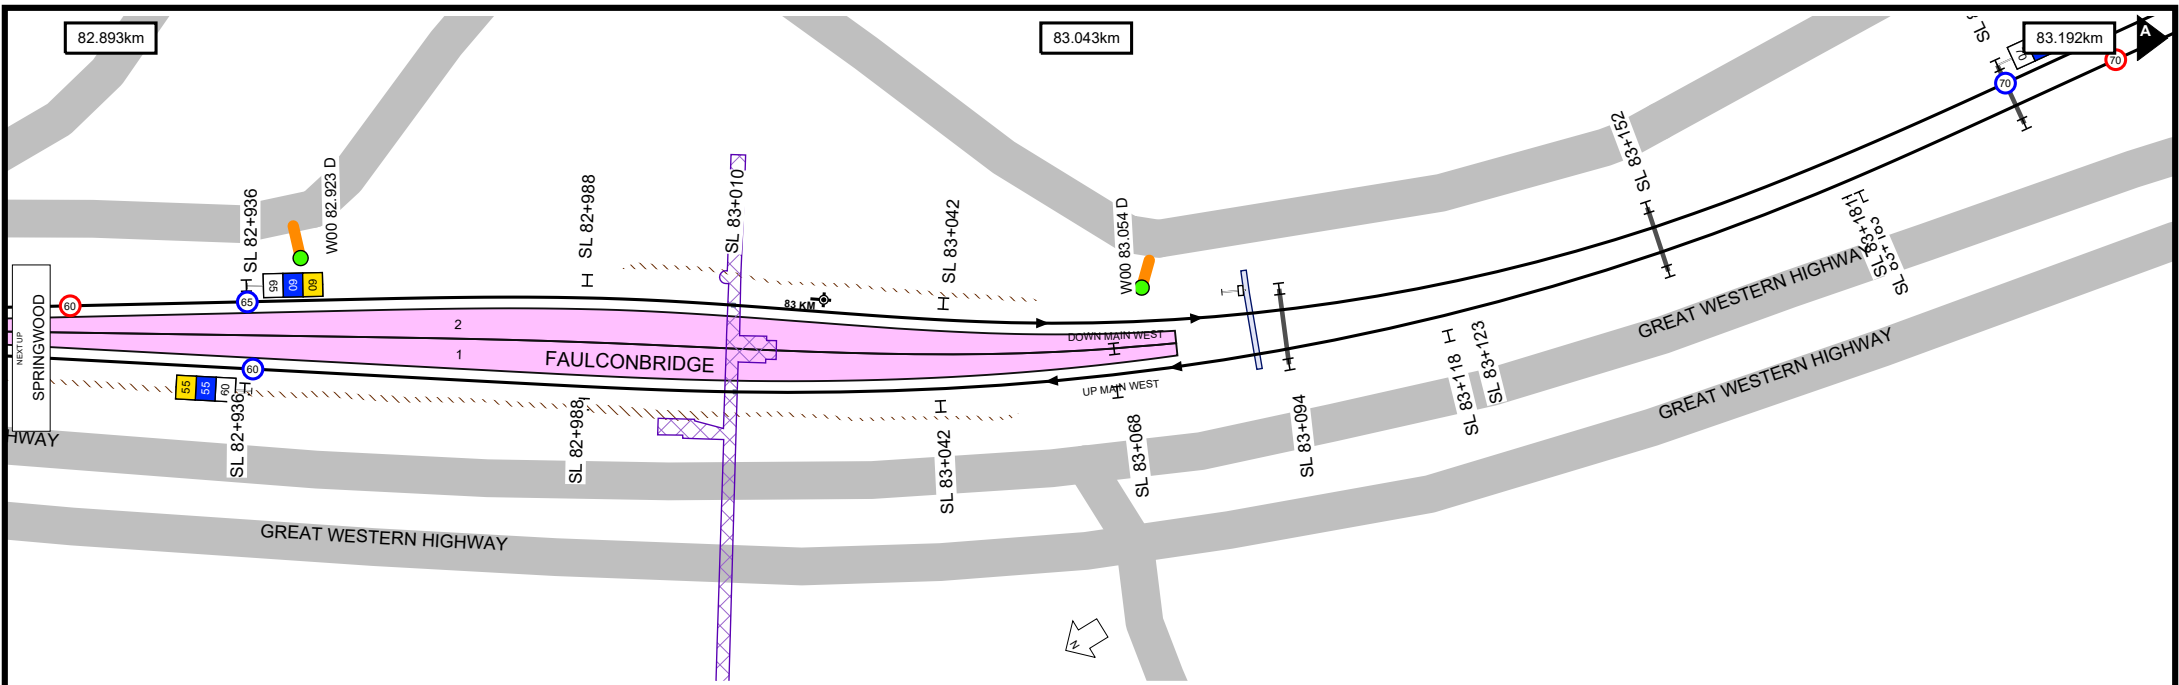 82.893km
83.043km
83.192km
A
70
70
SL 82+936
W00 82.923 D
SL 82+988
SL 83+010
SL 83+042
W00 83.054 D
SL 83+152
65
60
60
60
65
83 KM
NEXT UP
SPRINGWOOD
2
1
FAULCONBRIDGE
DOWN MAIN WEST
UP MAIN WEST
60
55
55
60
SL 82+936
SL 82+988
SL 83+042
SL 83+068
SL 83+094
SL 83+118
SL 83+123
SL 83+181
HWAY
GREAT WESTERN HIGHWAY
GREAT WESTERN HIGHWAY
GREAT WESTERN HIGHWAY
N